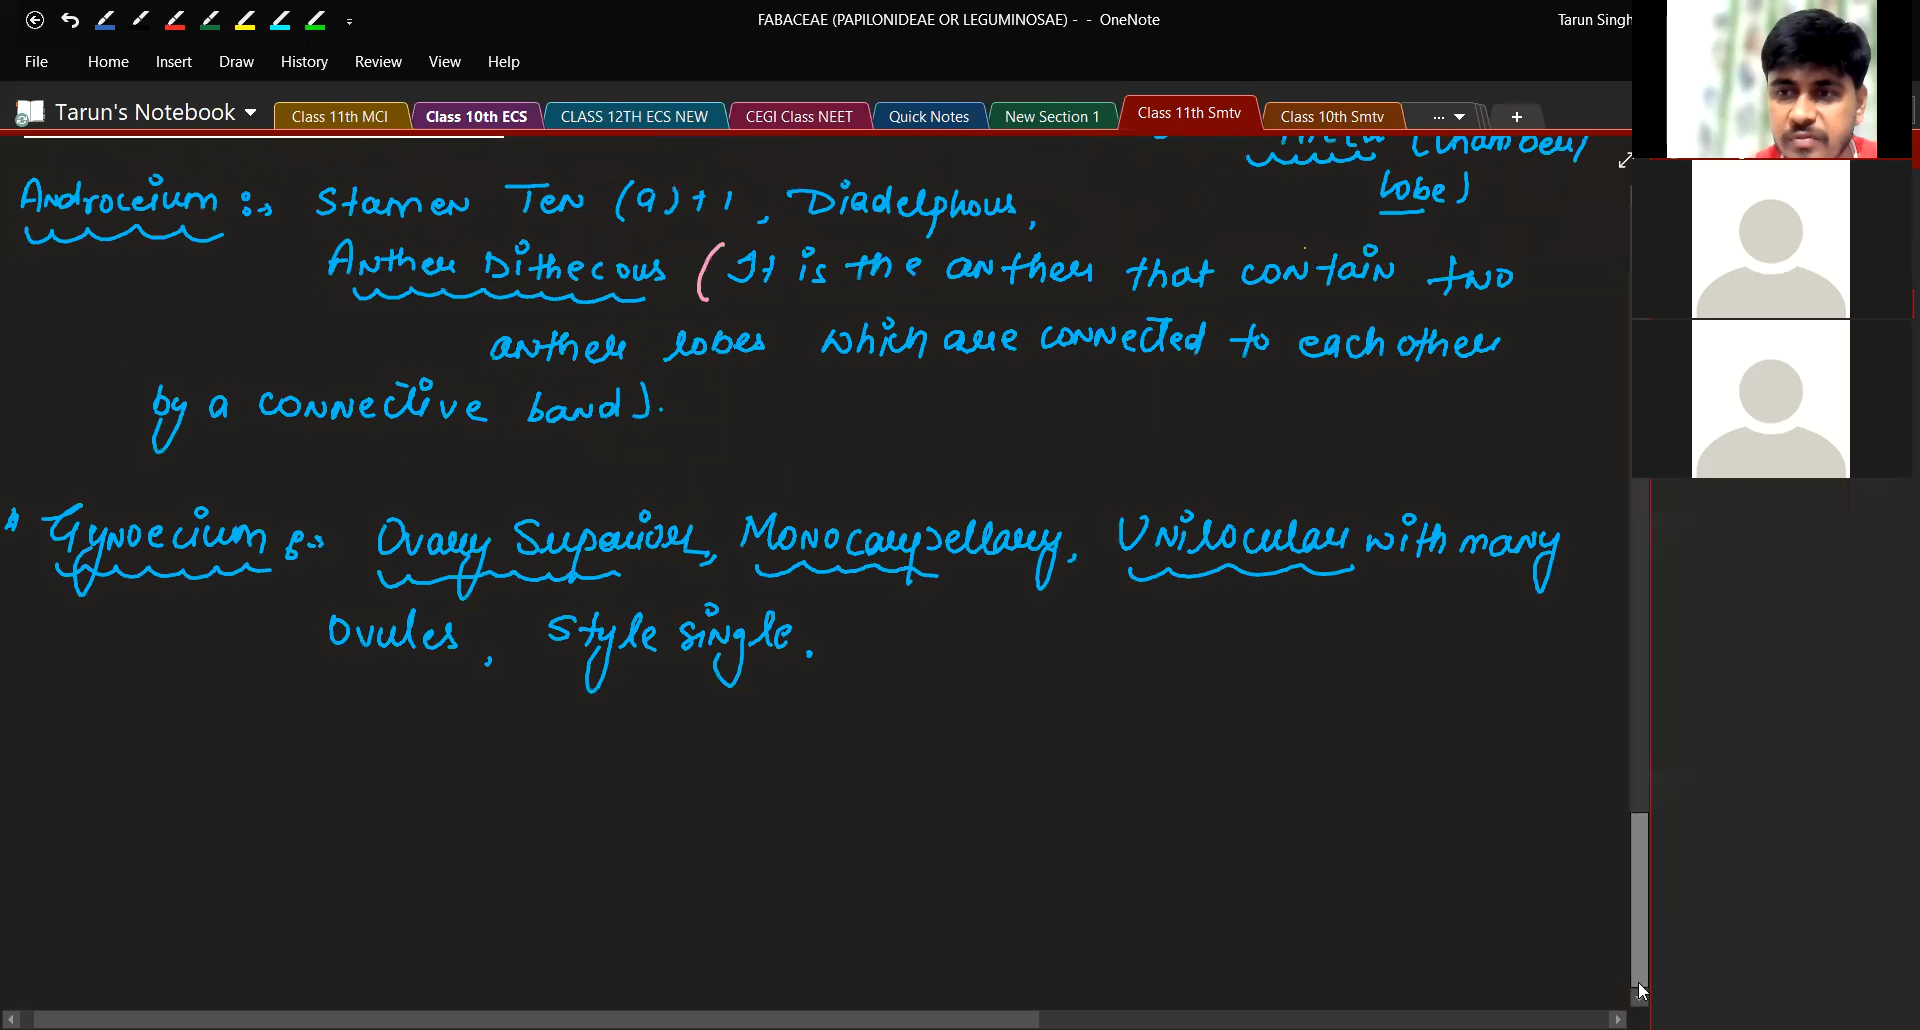 FABACEAE (PAPILONIDEAE OR LEGUMINOSAE) - - OneNote
Tarun Singh
File Home Insert Draw History Review View Help
Tarun's Notebook Class 11th MCI Class 10th ECS CLASS 12TH ECS NEW CEGI Class NEET Quick Notes New Section 1 Class 11th Smtv Class 10th Smtv ... +
(Chamber/
lobe)
Androceium :- Stamen Ten (9)+1, Diadelphous,
Anther Dithecous (It is the anther that contain two
anther lobes which are connected to each other
by a connective band).
Gynoecium :- Ovary Superior, Monocarpellary, Unilocular with many
Ovules, Style single.